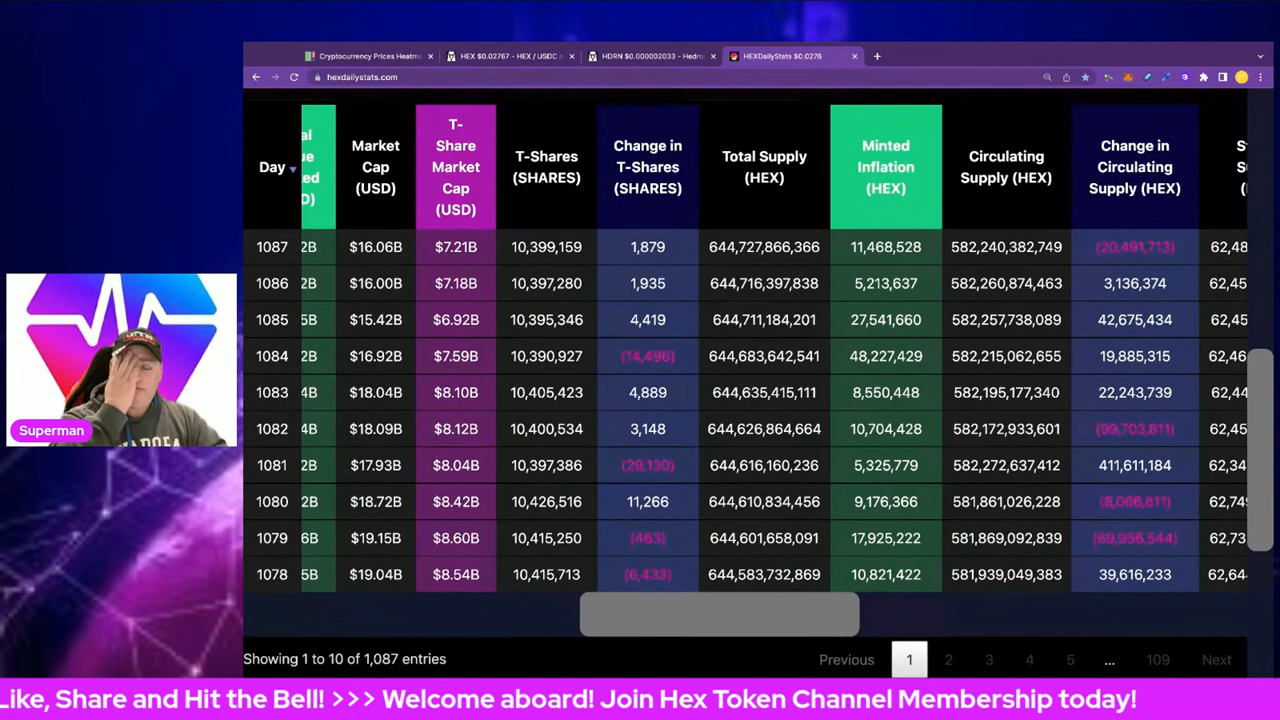 Cryptocurrency Prices Heatma
HEX $0.02767 - HEX / USDC
HDRN $0.000002033 - Hedro
HEXDailyStats $0.0276
hexdailystats.com
Day
Market Cap (USD)
T-Share Market Cap (USD)
T-Shares (SHARES)
Change in T-Shares (SHARES)
Total Supply (HEX)
Minted Inflation (HEX)
Circulating Supply (HEX)
Change in Circulating Supply (HEX)
1087 2B $16.06B $7.21B 10,399,159 1,879 644,727,866,366 11,468,528 582,240,382,749 (20,491,713) 62,48
1086 2B $16.00B $7.18B 10,397,280 1,935 644,716,397,838 5,213,637 582,260,874,463 3,136,374 62,45
1085 5B $15.42B $6.92B 10,395,346 4,419 644,711,184,201 27,541,660 582,257,738,089 42,675,434 62,45
1084 2B $16.92B $7.59B 10,390,927 (14,496) 644,683,642,541 48,227,429 582,215,062,655 19,885,315 62,46
1083 4B $18.04B $8.10B 10,405,423 4,889 644,635,415,111 8,550,448 582,195,177,340 22,243,739 62,44
1082 4B $18.09B $8.12B 10,400,534 3,148 644,626,864,664 10,704,428 582,172,933,601 (99,703,811) 62,45
1081 2B $17.93B $8.04B 10,397,386 (29,130) 644,616,160,236 5,325,779 582,272,637,412 411,611,184 62,34
1080 2B $18.72B $8.42B 10,426,516 11,266 644,610,834,456 9,176,366 581,861,026,228 (8,066,611) 62,749
1079 6B $19.15B $8.60B 10,415,250 (463) 644,601,658,091 17,925,222 581,869,092,839 (69,956,544) 62,73
1078 5B $19.04B $8.54B 10,415,713 (6,433) 644,583,732,869 10,821,422 581,939,049,383 39,616,233 62,644
Superman
Showing 1 to 10 of 1,087 entries
Previous 1 2 3 4 5 ... 109 Next
Like, Share and Hit the Bell! >>> Welcome aboard! Join Hex Token Channel Membership today!